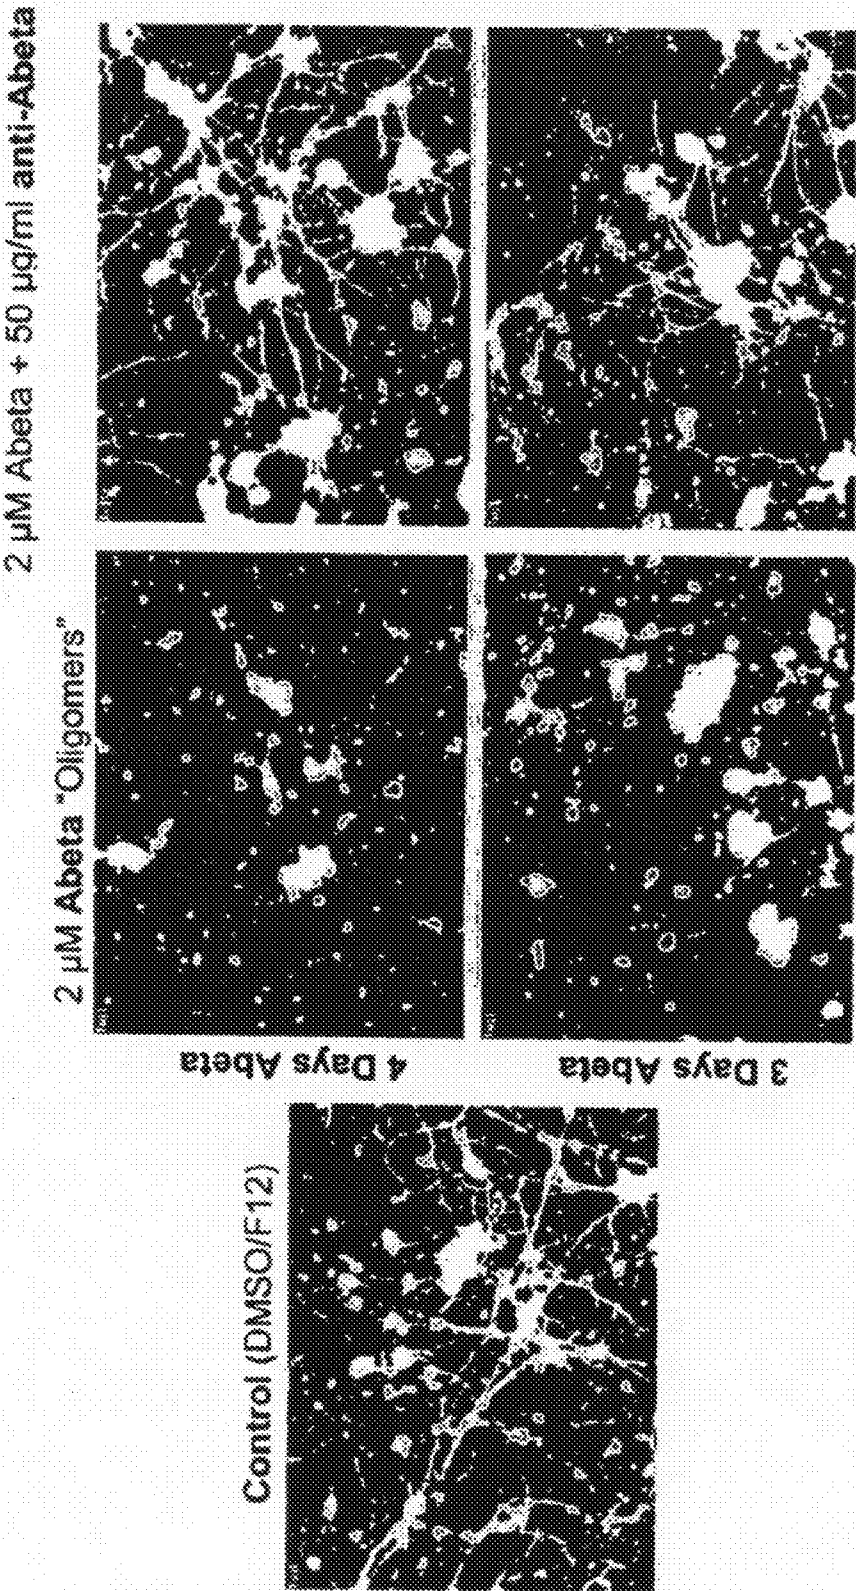 Control (DMSO/F12)
2 µM Abeta "Oligomers"
2 µM Abeta + 50 µg/ml anti-Abeta
4 Days Abeta
3 Days Abeta